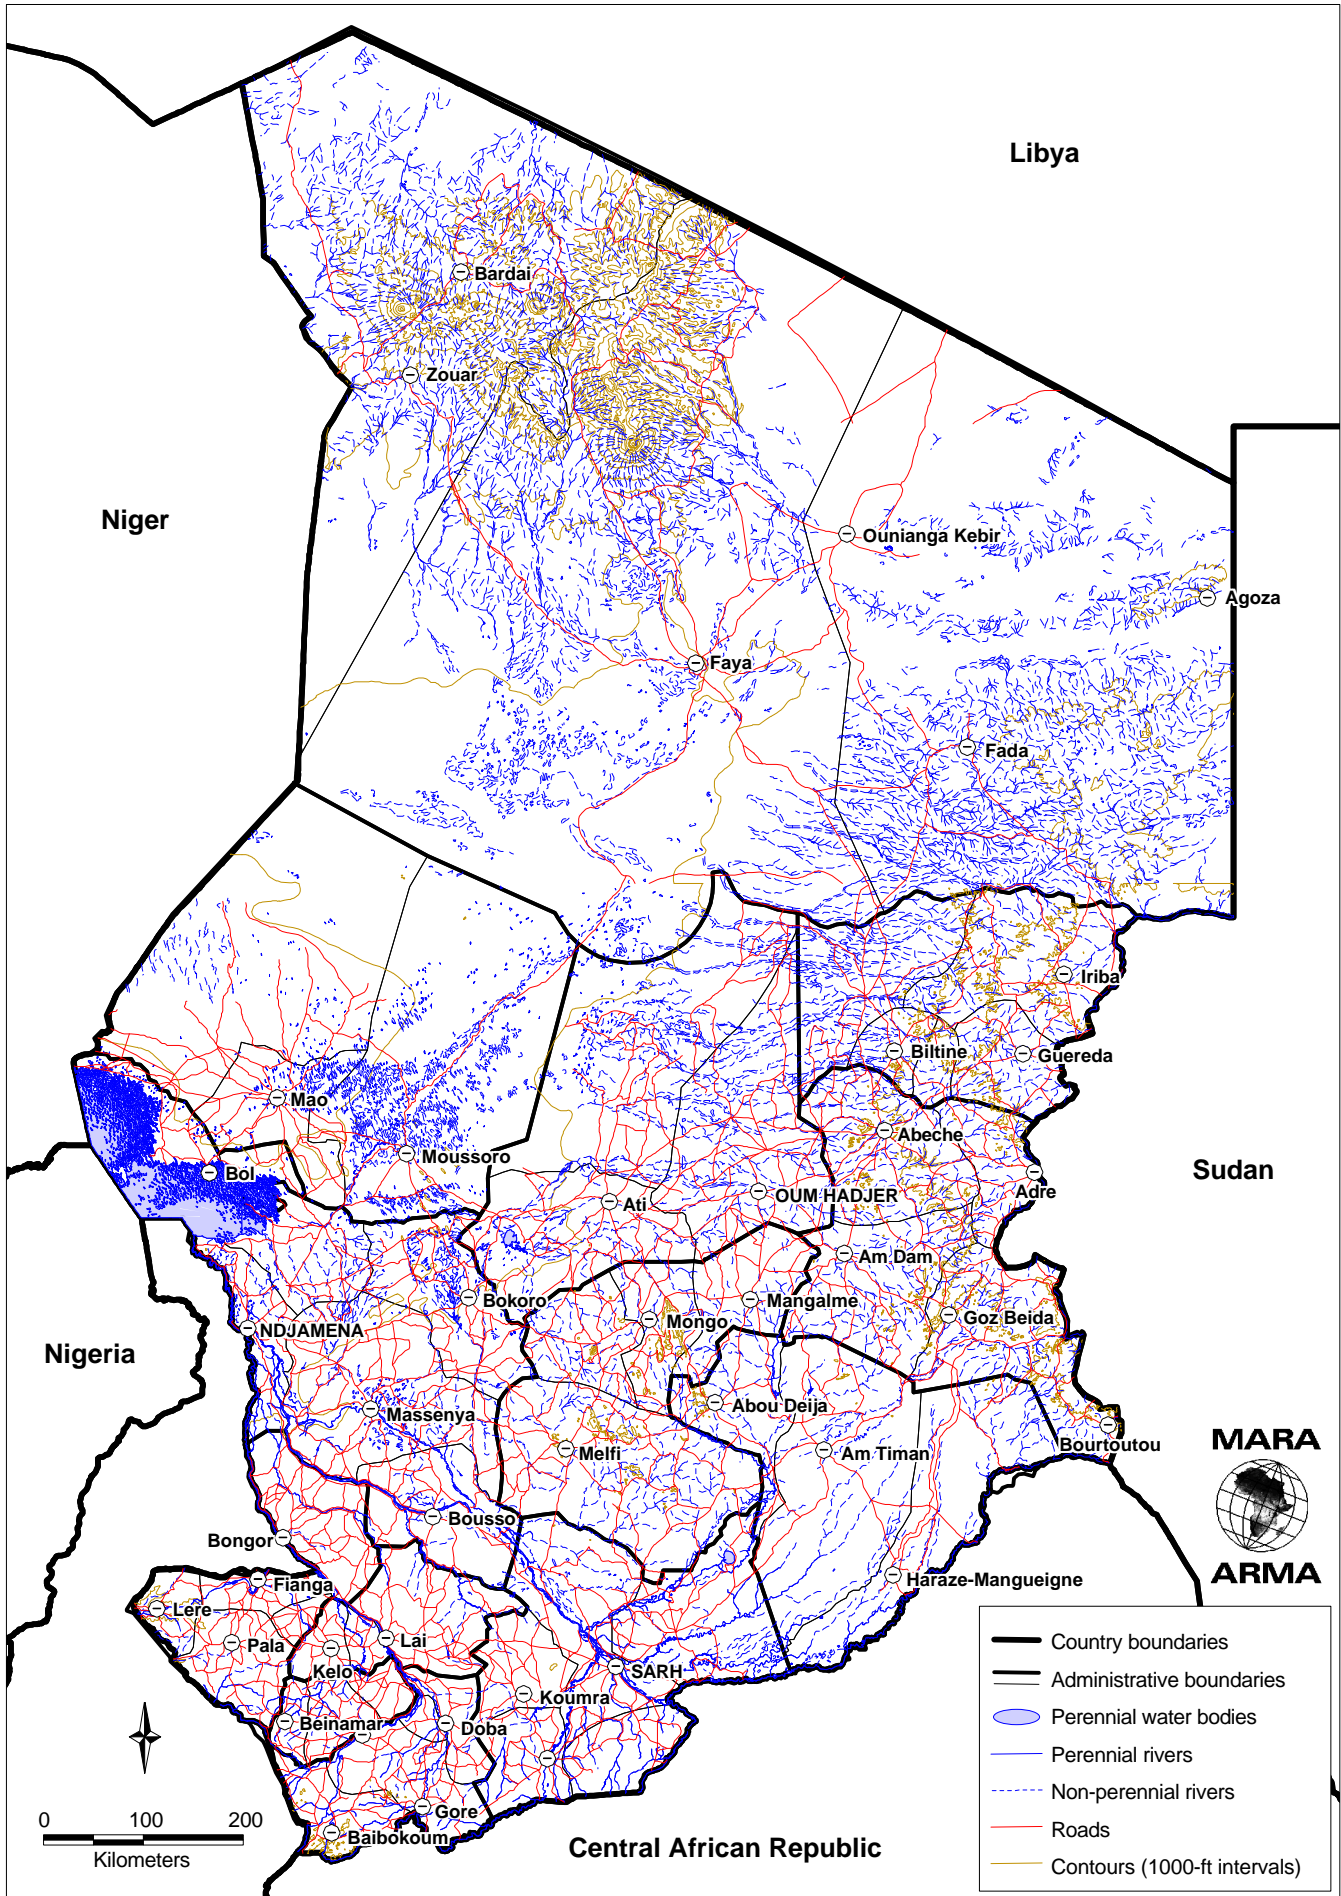 Libya
Bardai
Zouar
Niger
Ounianga Kebir
Agoza
Faya
Fada
Iriba
Biltine
Guereda
Mao
Abeche
Moussoro
Bol
Sudan
Adre
OUM HADJER
Ati
Am Dam
Bokoro
Mangalme
Goz Beida
Mongo
NDJAMENA
Nigeria
Abou Deija
Massenya
Bourtoutou
MARA
Melfi
Am Timan
Bousso
Bongor
ARMA
Haraze-Mangueigne
Fianga
Lere
Lai
Pala
Kelo
SARH
Koumra
Beinamar
Doba
Gore
Baibokoum
Central African Republic
0 100 200
Kilometers
Country boundaries
Administrative boundaries
Perennial water bodies
Perennial rivers
Non-perennial rivers
Roads
Contours (1000-ft intervals)